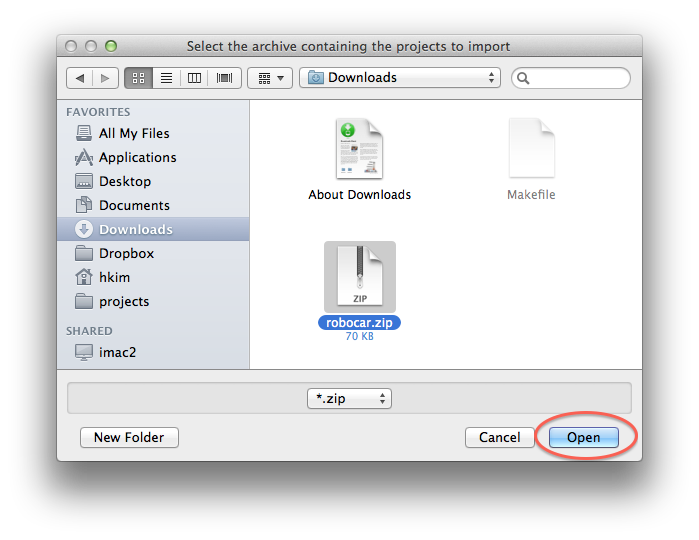 Select the archive containing the projects to import
Downloads
FAVORITES
All My Files
Applications
Desktop
Documents
Downloads
Dropbox
hkim
projects
SHARED
imac2
About Downloads
Makefile
ZIP
robocar.zip
70 KB
*.zip
New Folder
Cancel
Open